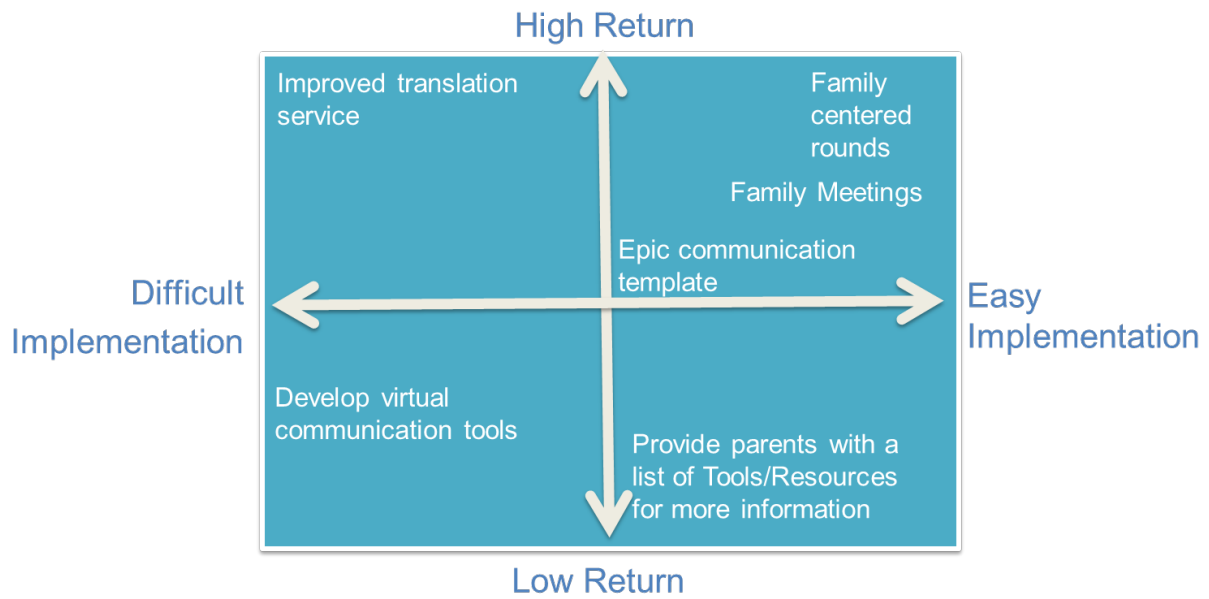 High Return
Improved translation
service
Family
centered
rounds
Family Meetings
Epic communication
template
Difficult
Implementation
Easy
Implementation
Develop virtual
communication tools
Provide parents with a
list of Tools/Resources
for more information
Low Return